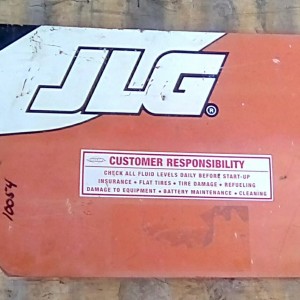 JLG®
CUSTOMER RESPONSIBILITY
CHECK ALL FLUID LEVELS DAILY BEFORE START-UP
INSURANCE • FLAT TIRES • TIRE DAMAGE • REFUELING
DAMAGE TO EQUIPMENT • BATTERY MAINTENANCE • CLEANING
10054